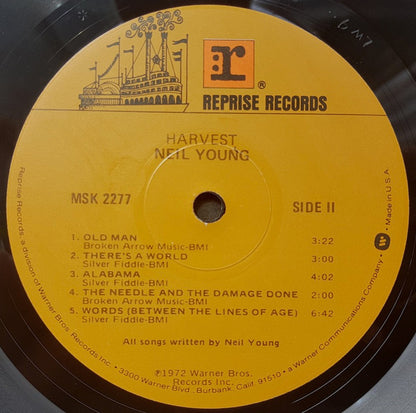 r®
REPRISE RECORDS
HARVEST
NEIL YOUNG
MSK 2277
SIDE II
1. OLD MAN 3:22
Broken Arrow Music-BMI
2. THERE'S A WORLD 3:00
Silver Fiddle-BMI
3. ALABAMA 4:02
Silver Fiddle-BMI
4. THE NEEDLE AND THE DAMAGE DONE 2:00
Broken Arrow Music-BMI
5. WORDS (BETWEEN THE LINES OF AGE) 6:42
Silver Fiddle-BMI
All songs written by Neil Young
℗1972 Warner Bros.
Records Inc.
Reprise Records, a division of Warner Bros. Records Inc. • 3300 Warner Blvd., Burbank, Calif. 91510 • a Warner Communications Company • W • Made in U.S.A.